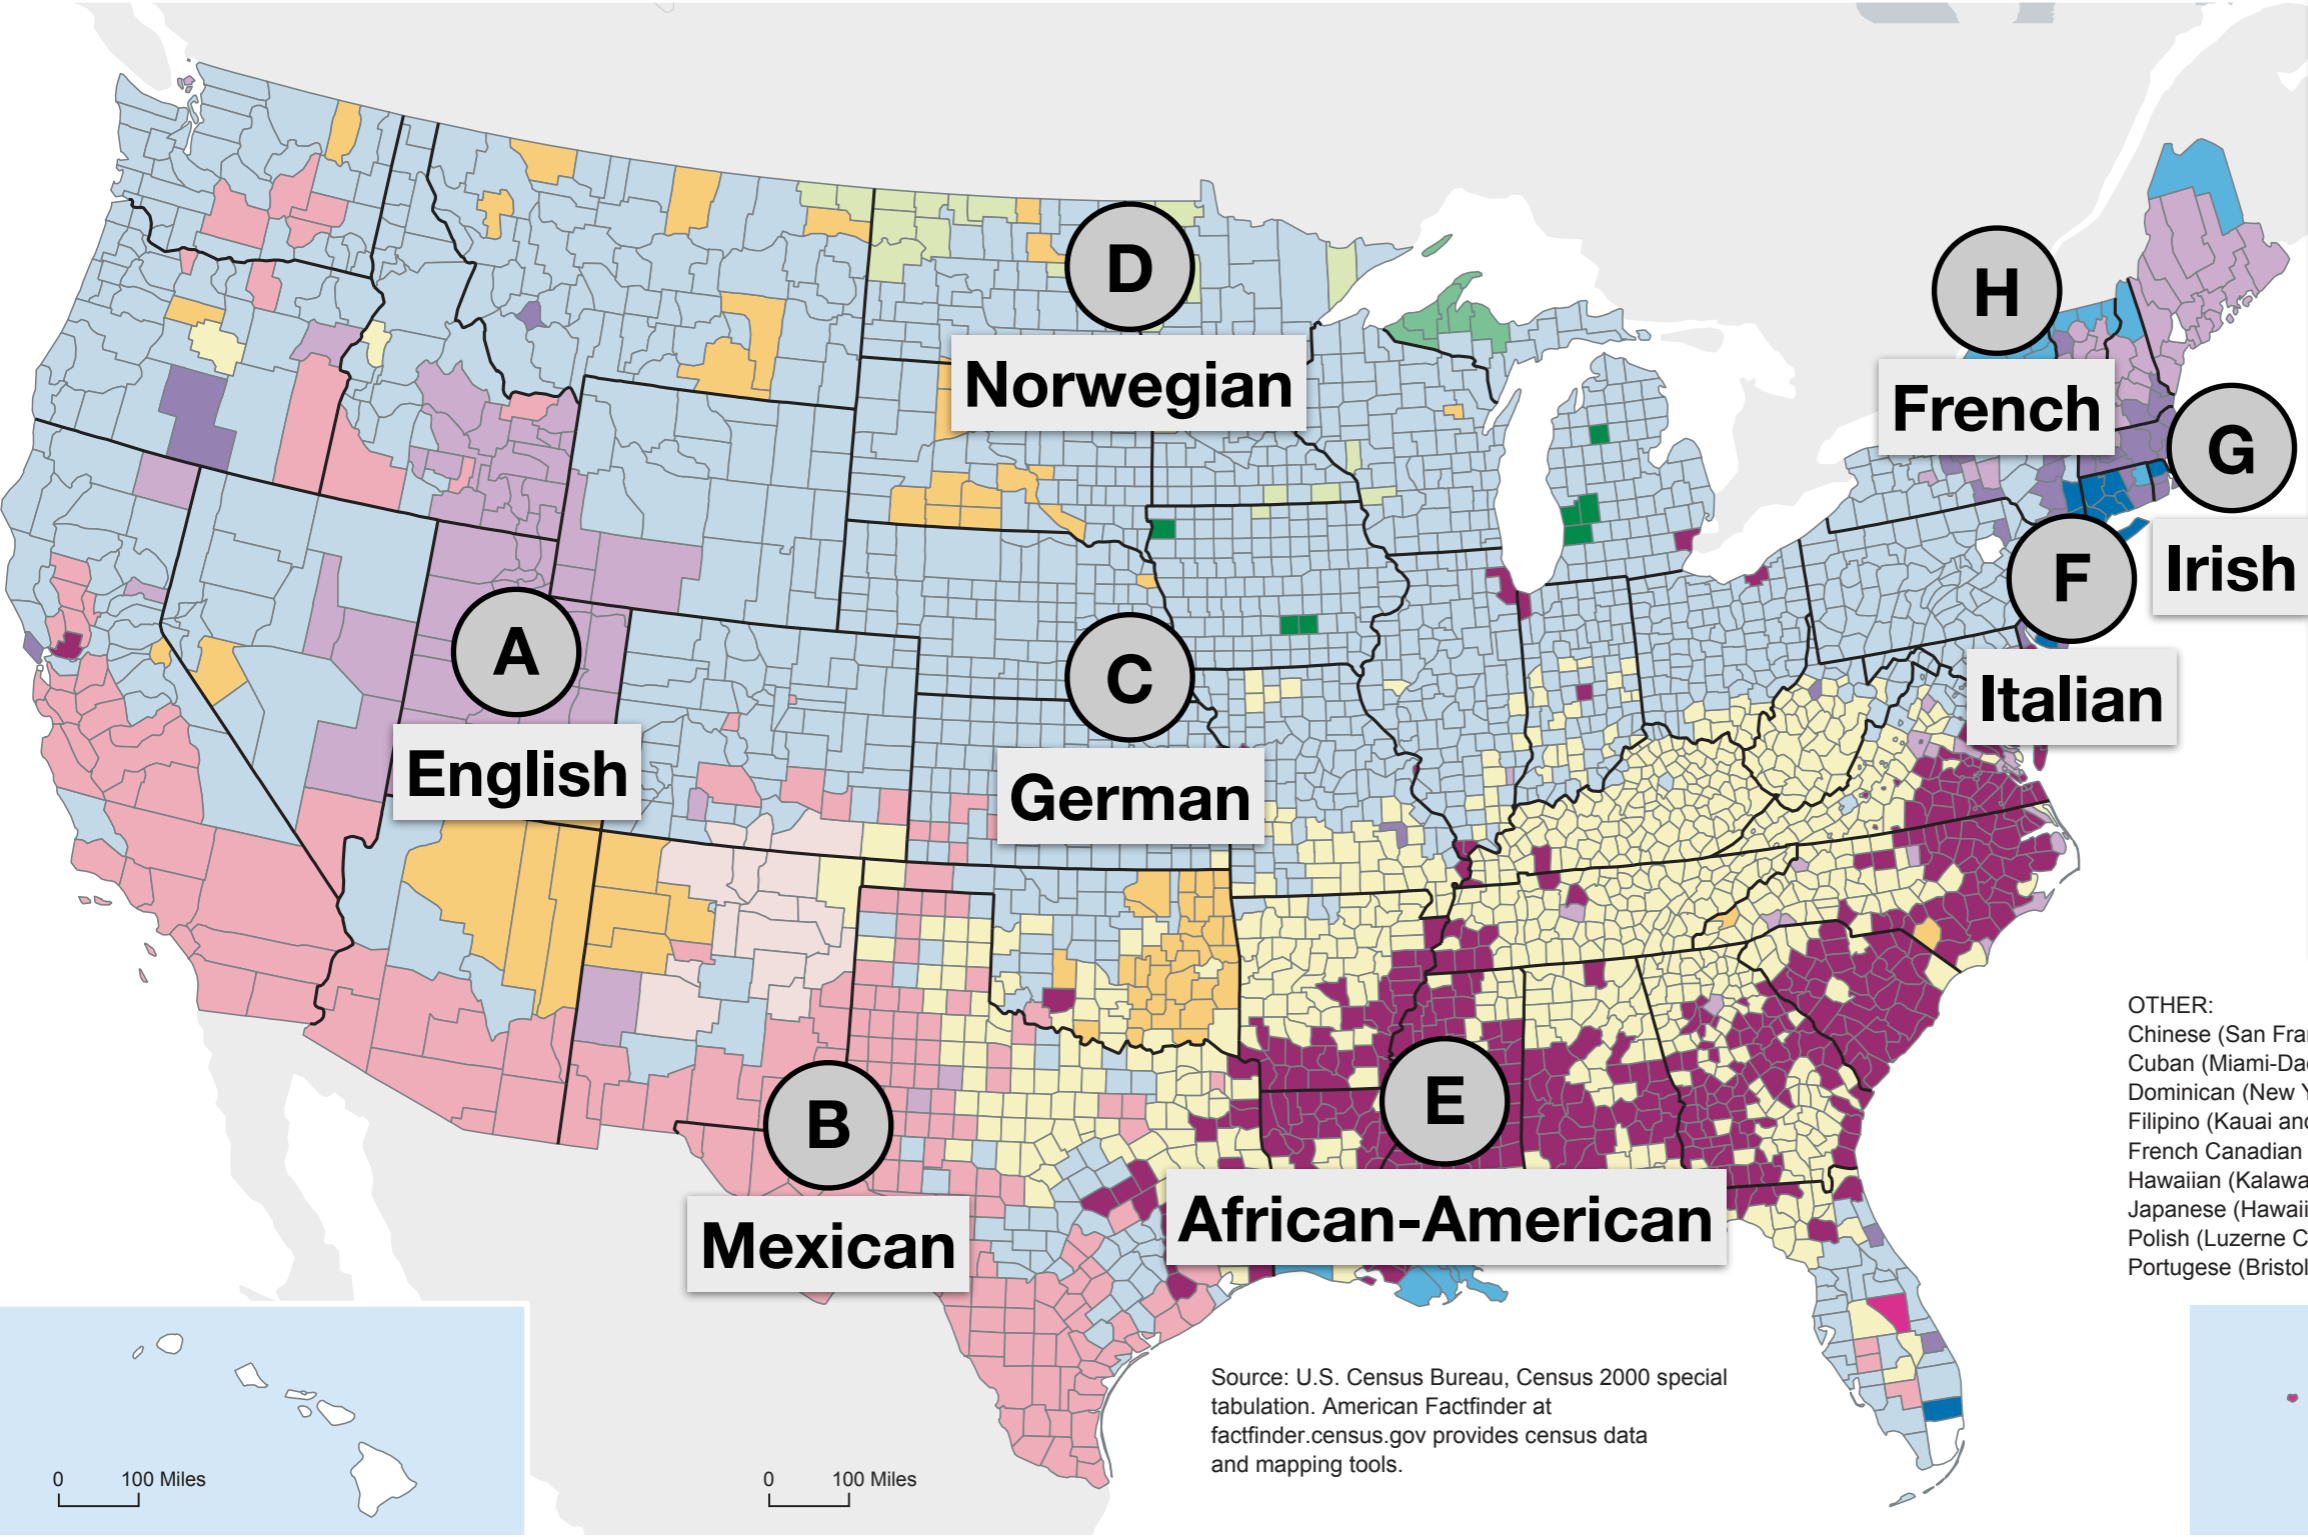 D
Norwegian
H
French
G
Irish
F
Italian
A
English
C
German
B
Mexican
E
African-American
OTHER:
Chinese (San Fra
Cuban (Miami-Da
Dominican (New Y
Filipino (Kauai and
French Canadian
Hawaiian (Kalawa
Japanese (Hawaii
Polish (Luzerne C
Portugese (Bristol
Source: U.S. Census Bureau, Census 2000 special
tabulation. American Factfinder at
factfinder.census.gov provides census data
and mapping tools.
0 100 Miles
0 100 Miles